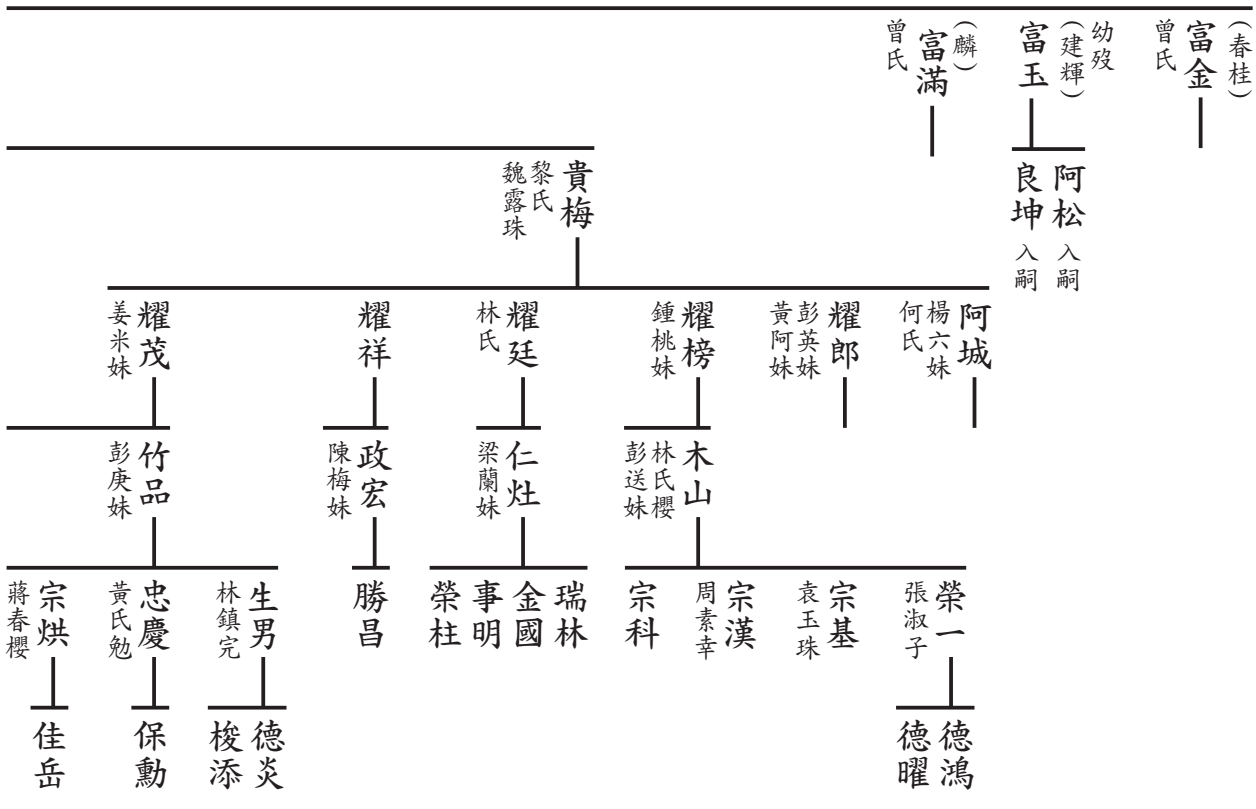 (春桂)
富金
曾氏
幼歿
(建輝)
富玉
(麟)
富滿
曾氏
阿松 入嗣
良坤 入嗣
貴梅
黎氏
魏露珠
阿城
楊六妹
何氏
耀郎
彭英妹
黃阿妹
耀榜
鍾桃妹
耀廷
林氏
耀祥
耀茂
姜米妹
木山
林氏櫻
彭送妹
仁灶
梁蘭妹
政宏
陳梅妹
竹品
彭庚妹
榮一
張淑子
宗基
袁玉珠
宗漢
周素幸
宗科
瑞林
金國
事明
榮柱
勝昌
生男
林鎮完
忠慶
黃氏勉
宗烘
蔣春櫻
德鴻
德曜
德炎
梭添
保勳
佳岳